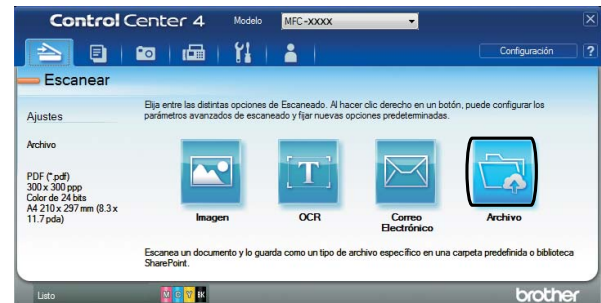 Control Center 4
Modelo
MFC-XXXX
Configuración
?
Escanear
Ajustes
Elija entre las distintas opciones de Escaneado. Al hacer clic derecho en un botón, puede configurar los
parámetros avanzados de escaneado y fijar nuevas opciones predeterminadas.
Archivo
PDF (*.pdf)
300 x 300 ppp
Color de 24 bits
A4 210 x 297 mm (8.3 x
11.7 pda)
T
Imagen
OCR
Correo
Electrónico
Archivo
Escanea un documento y lo guarda como un tipo de archivo específico en una carpeta predefinida o biblioteca
SharePoint.
Listo
M C Y BK
brother